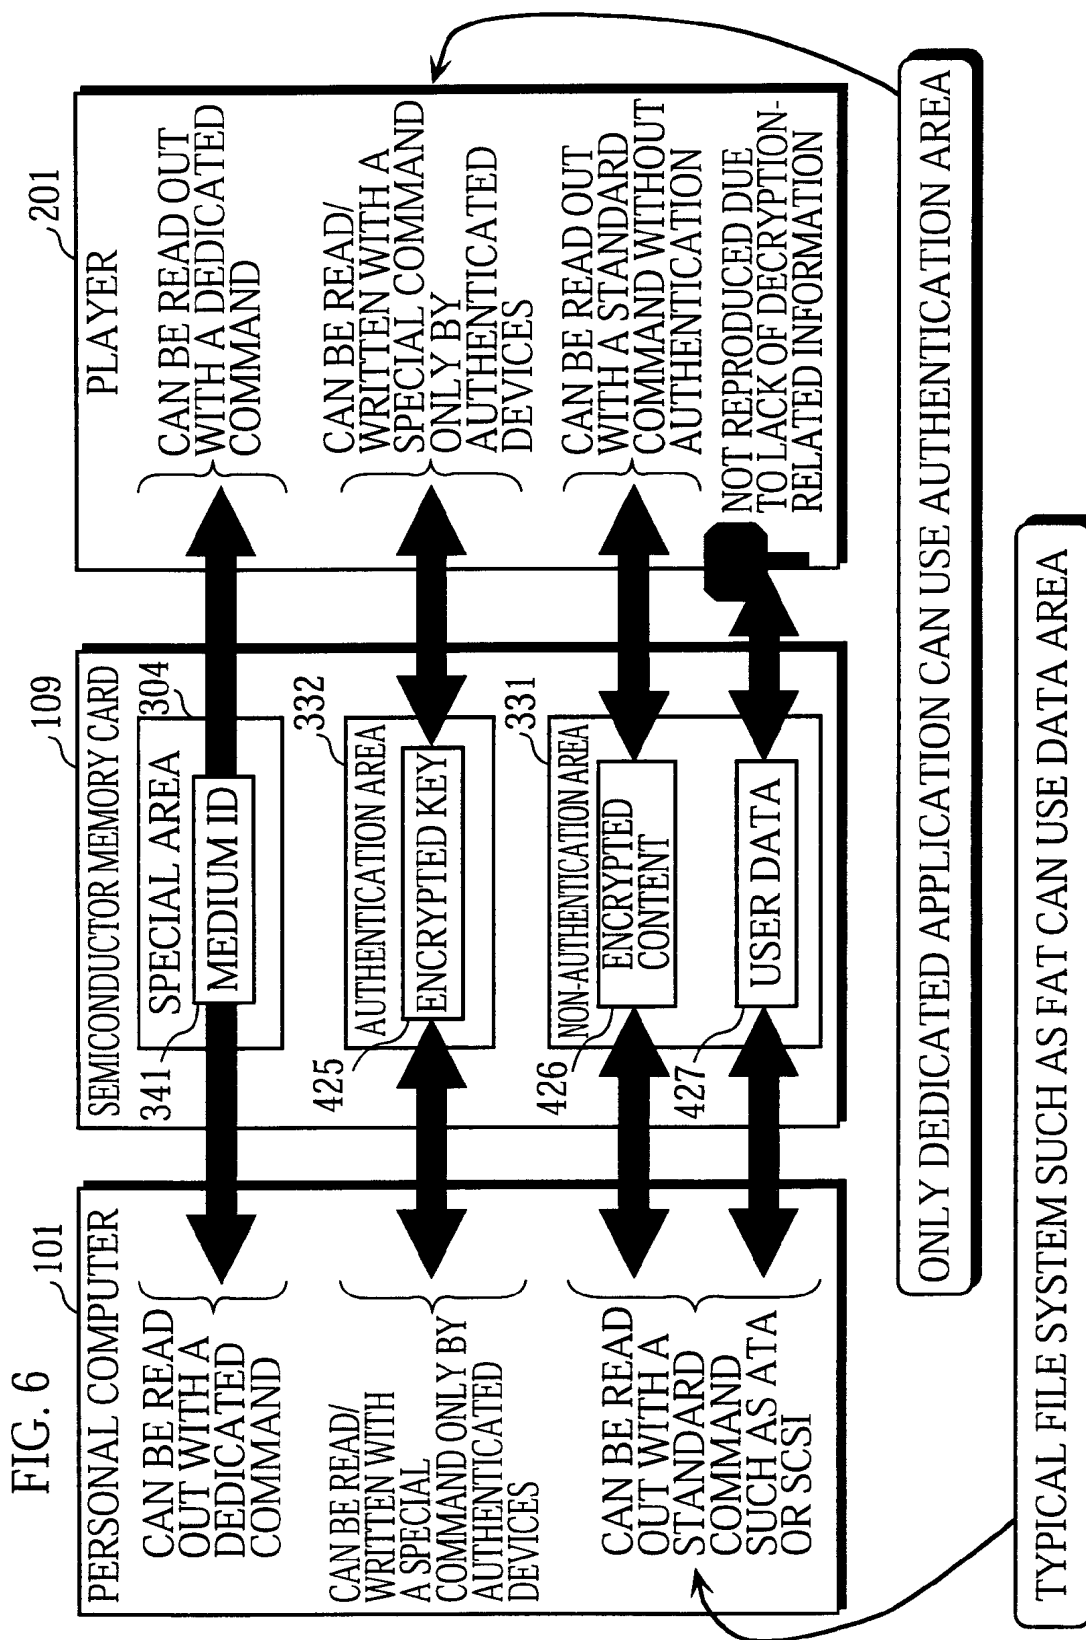 FIG. 6
101
PERSONAL COMPUTER
CAN BE READ
OUT WITH A
DEDICATED
COMMAND
CAN BE READ/
WRITTEN WITH
A SPECIAL
COMMAND ONLY BY
AUTHENTICATED
DEVICES
CAN BE READ
OUT WITH A
STANDARD
COMMAND
SUCH AS ATA
OR SCSI
109
SEMICONDUCTOR MEMORY CARD
304
SPECIAL AREA
341
MEDIUM ID
332
AUTHENTICATION AREA
425
ENCRYPTED KEY
331
NON-AUTHENTICATION AREA
426
ENCRYPTED
CONTENT
427
USER DATA
201
PLAYER
CAN BE READ OUT
WITH A DEDICATED
COMMAND
CAN BE READ/
WRITTEN WITH A
SPECIAL COMMAND
ONLY BY
AUTHENTICATED
DEVICES
CAN BE READ OUT
WITH A STANDARD
COMMAND WITHOUT
AUTHENTICATION
NOT REPRODUCED DUE
TO LACK OF DECRYPTION-
RELATED INFORMATION
ONLY DEDICATED APPLICATION CAN USE AUTHENTICATION AREA
TYPICAL FILE SYSTEM SUCH AS FAT CAN USE DATA AREA